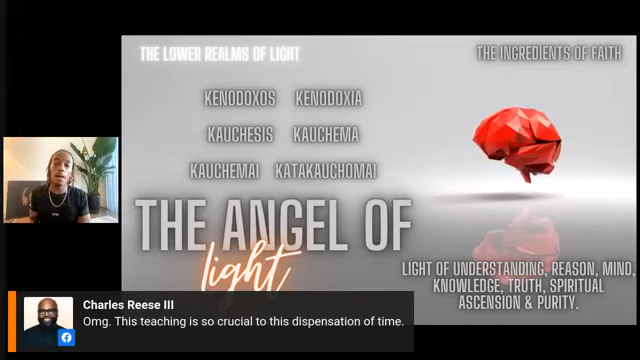 THE LOWER REALMS OF LIGHT
THE INGREDIENTS OF FAITH
KENODOXOS KENODOXIA
KAUCHESIS KAUCHEMA
KAUCHEMAI KATAKAUCHOMAI
THE ANGEL OF
light
LIGHT OF UNDERSTANDING, REASON, MIND,
KNOWLEDGE, TRUTH, SPIRITUAL
ASCENSION & PURITY.
Charles Reese III
Omg. This teaching is so crucial to this dispensation of time.